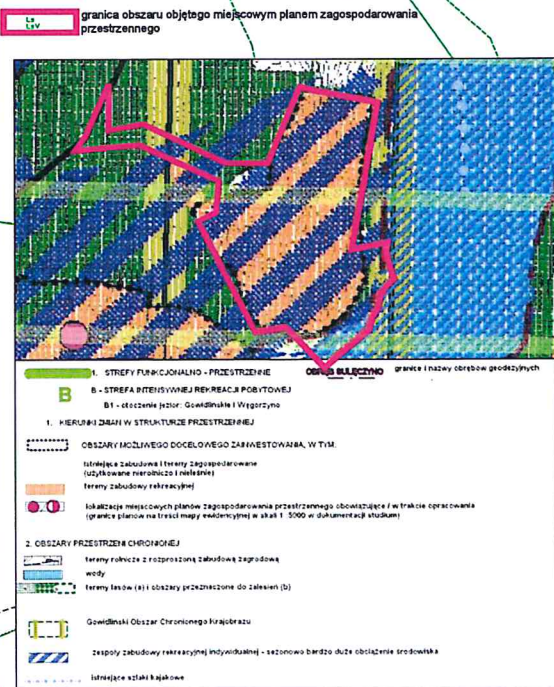 Ls
LsV
granica obszaru objętego miejscowym planem zagospodarowania
przestrzennego
1. STREFY FUNKCJONALNO - PRZESTRZENNE
OBRĘB SULĘCZYNO
granice i nazwy obrębów geodezyjnych
B
B - STREFA INTENSYWNEJ REKREACJI POBYTOWEJ
B1 - otoczenie jezior: Gowidlińskie i Węgorzyno
1. KIERUNKI ZMIAN W STRUKTURZE PRZESTRZENNEJ
OBSZARY MOŻLIWEGO DOCELOWEGO ZAINWESTOWANIA, W TYM:
istniejąca zabudowa i tereny zagospodarowane
(użytkowane nierolniczo i nieleśnie)
tereny zabudowy rekreacyjnej
lokalizacje miejscowych planów zagospodarowania przestrzennego obowiązujące / w trakcie opracowania
(granice planów na treści mapy ewidencyjnej w skali 1: 5000 w dokumentacji studium)
2. OBSZARY PRZESTRZENI CHRONIONEJ
tereny rolnicze z rozproszoną zabudową zagrodową
wody
tereny lasów (a) i obszary przeznaczone do zalesień (b)
Gowidliński Obszar Chronionego Krajobrazu
zespoły zabudowy rekreacyjnej indywidualnej - sezonowo bardzo duże obciążenie środowiska
istniejące szlaki kajakowe